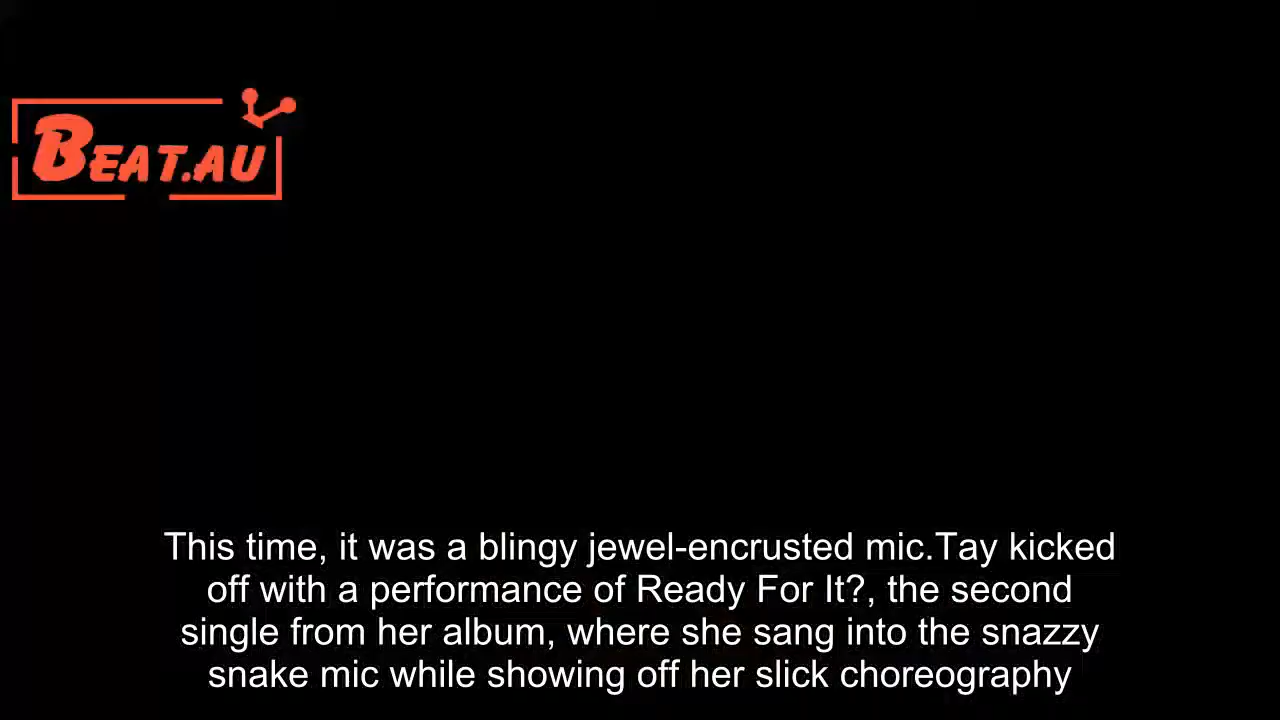 BEAT.AU
This time, it was a blingy jewel-encrusted mic.Tay kicked
off with a performance of Ready For It?, the second
single from her album, where she sang into the snazzy
snake mic while showing off her slick choreography